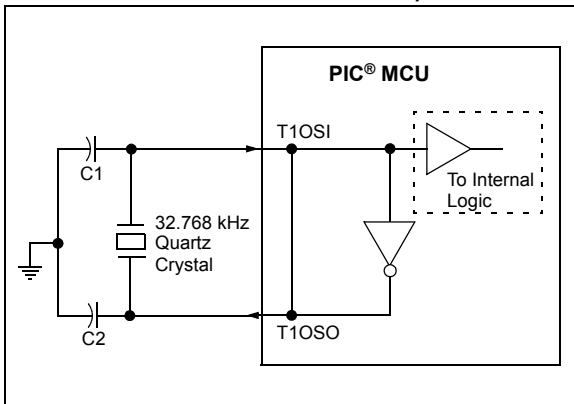 PIC® MCU
T1OSI
C1
To Internal
Logic
32.768 kHz
Quartz
Crystal
T1OSO
C2